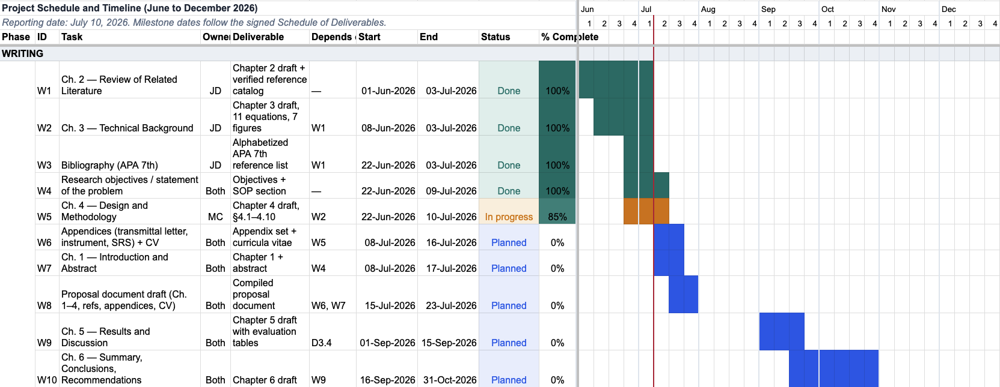 Project Schedule and Timeline (June to December 2026) Jun Jul Aug Sep Oct Nov Dec
Reporting date: July 10, 2026. Milestone dates follow the signed Schedule of Deliverables. 1 2 3 4 1 2 3 4 1 2 3 4 1 2 3 4 1 2 3 4 1 2 3 4 1 2 3 4
Phase ID Task Owner Deliverable Depends Start End Status % Complete
WRITING
W1 Ch. 2 — Review of Related
Literature JD Chapter 2 draft +
verified reference
catalog — 01-Jun-2026 03-Jul-2026 Done 100%
W2 Ch. 3 — Technical Background JD Chapter 3 draft,
11 equations, 7
figures W1 08-Jun-2026 03-Jul-2026 Done 100%
W3 Bibliography (APA 7th) JD Alphabetized
APA 7th
reference list W1 22-Jun-2026 03-Jul-2026 Done 100%
W4 Research objectives / statement
of the problem Both Objectives +
SOP section — 22-Jun-2026 09-Jul-2026 Done 100%
W5 Ch. 4 — Design and
Methodology MC Chapter 4 draft,
§4.1–4.10 W2 22-Jun-2026 10-Jul-2026 In progress 85%
W6 Appendices (transmittal letter,
instrument, SRS) + CV Both Appendix set +
curricula vitae W5 08-Jul-2026 16-Jul-2026 Planned 0%
W7 Ch. 1 — Introduction and
Abstract Both Chapter 1 +
abstract W4 08-Jul-2026 17-Jul-2026 Planned 0%
W8 Proposal document draft (Ch.
1–4, refs, appendices, CV) Both Compiled
proposal
document W6, W7 15-Jul-2026 23-Jul-2026 Planned 0%
W9 Ch. 5 — Results and
Discussion Both Chapter 5 draft
with evaluation
tables D3.4 01-Sep-2026 15-Sep-2026 Planned 0%
W10 Ch. 6 — Summary,
Conclusions,
Recommendations Both Chapter 6 draft W9 16-Sep-2026 31-Oct-2026 Planned 0%